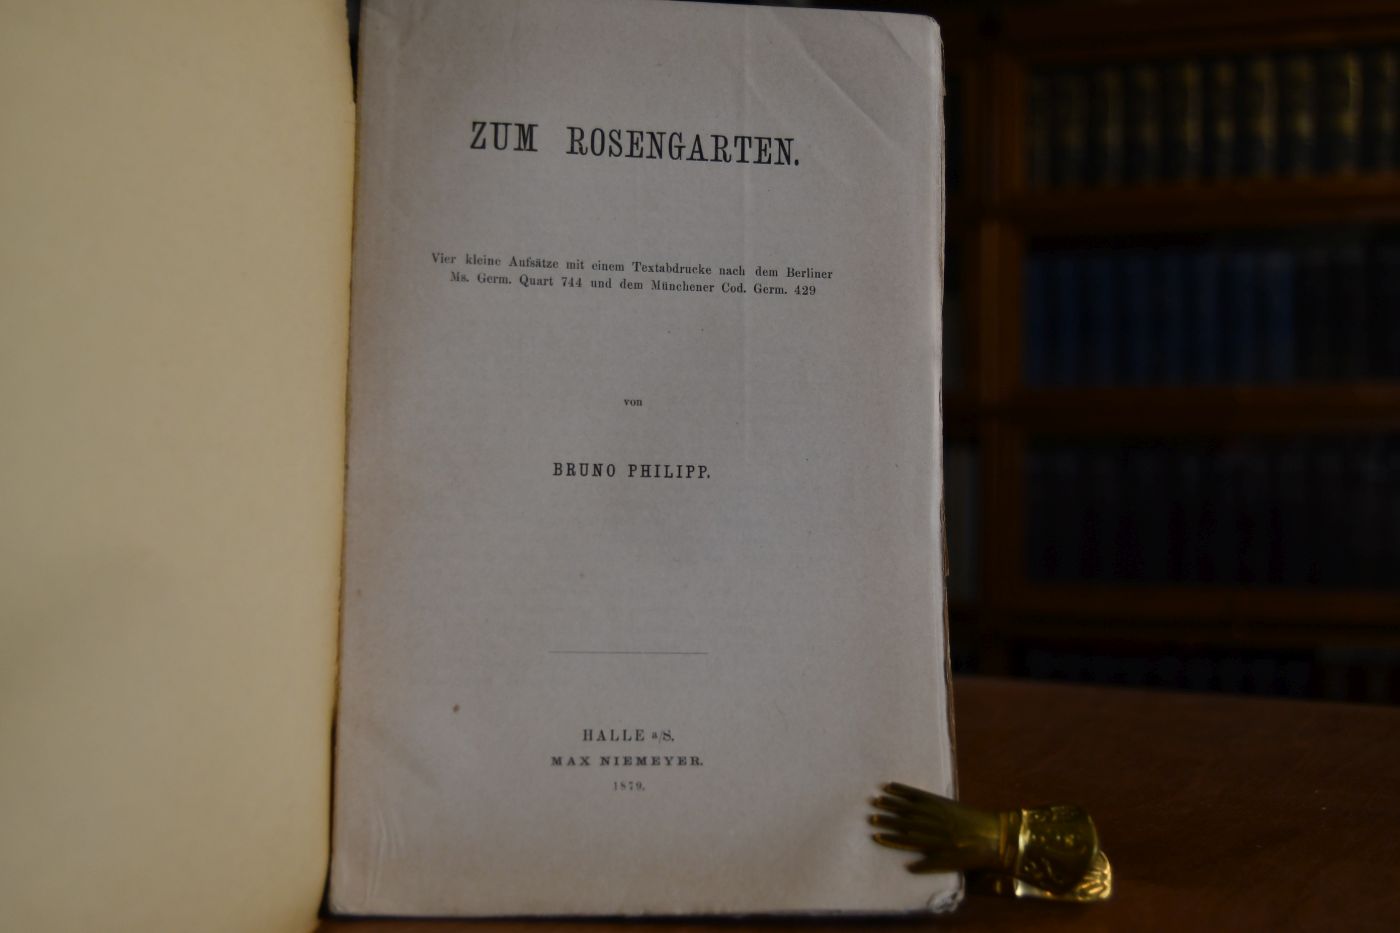 ZUM ROSENGARTEN.
Vier kleine Aufsätze mit einem Textabdrucke nach dem Berliner
Ms. Germ. Quart 744 und dem Münchener Cod. Germ. 429
von
BRUNO PHILIPP.
HALLE a/S.
MAX NIEMEYER.
1879.